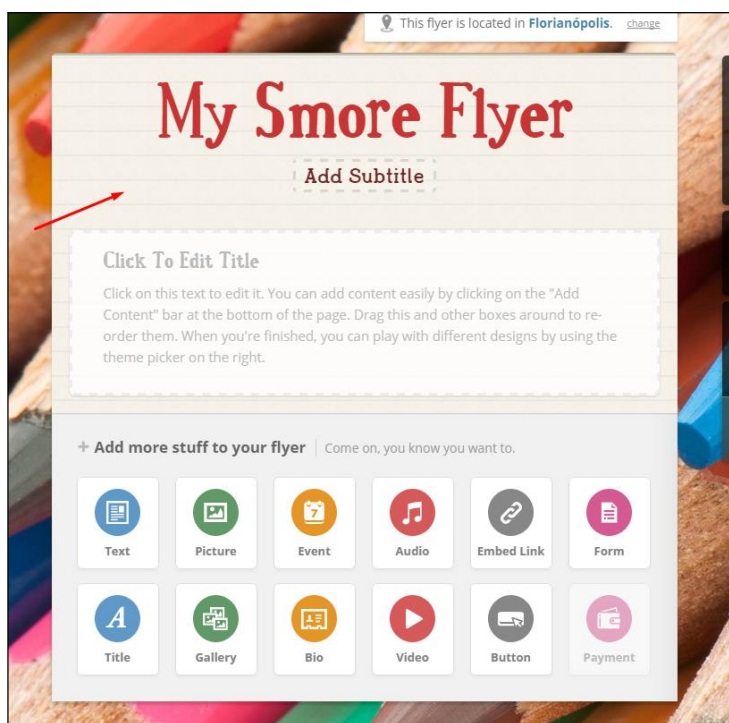 This flyer is located in Florianópolis. change
My Smore Flyer
Add Subtitle
Click To Edit Title
Click on this text to edit it. You can add content easily by clicking on the "Add
Content" bar at the bottom of the page. Drag this and other boxes around to re-
order them. When you're finished, you can play with different designs by using the
theme picker on the right.
+ Add more stuff to your flyer Come on, you know you want to.
7
Text Picture Event Audio Embed Link Form
A
Title Gallery Bio Video Button Payment